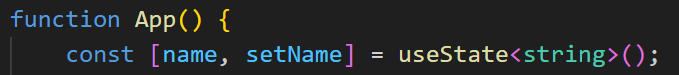 function App() {
    const [name, setName] = useState<string>();